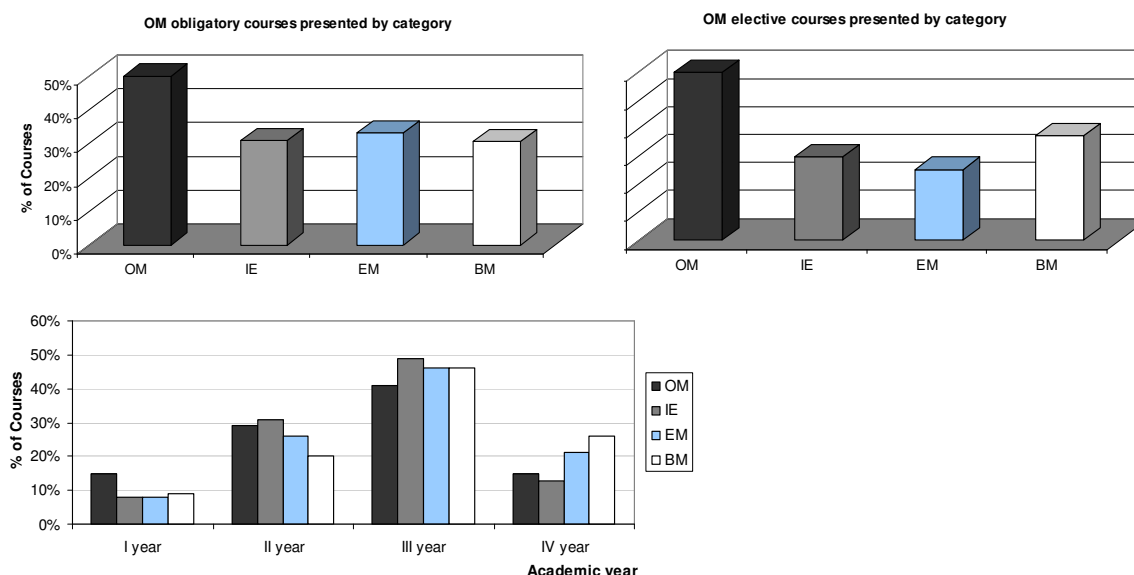 OM obligatory courses presented by category
OM elective courses presented by category
% of Courses
50%
40%
30%
20%
10%
0%
OM
IE
EM
BM
OM
IE
EM
BM
% of Courses
60%
50%
40%
30%
20%
10%
0%
I year
II year
III year
IV year
Academic year
OM
IE
EM
BM